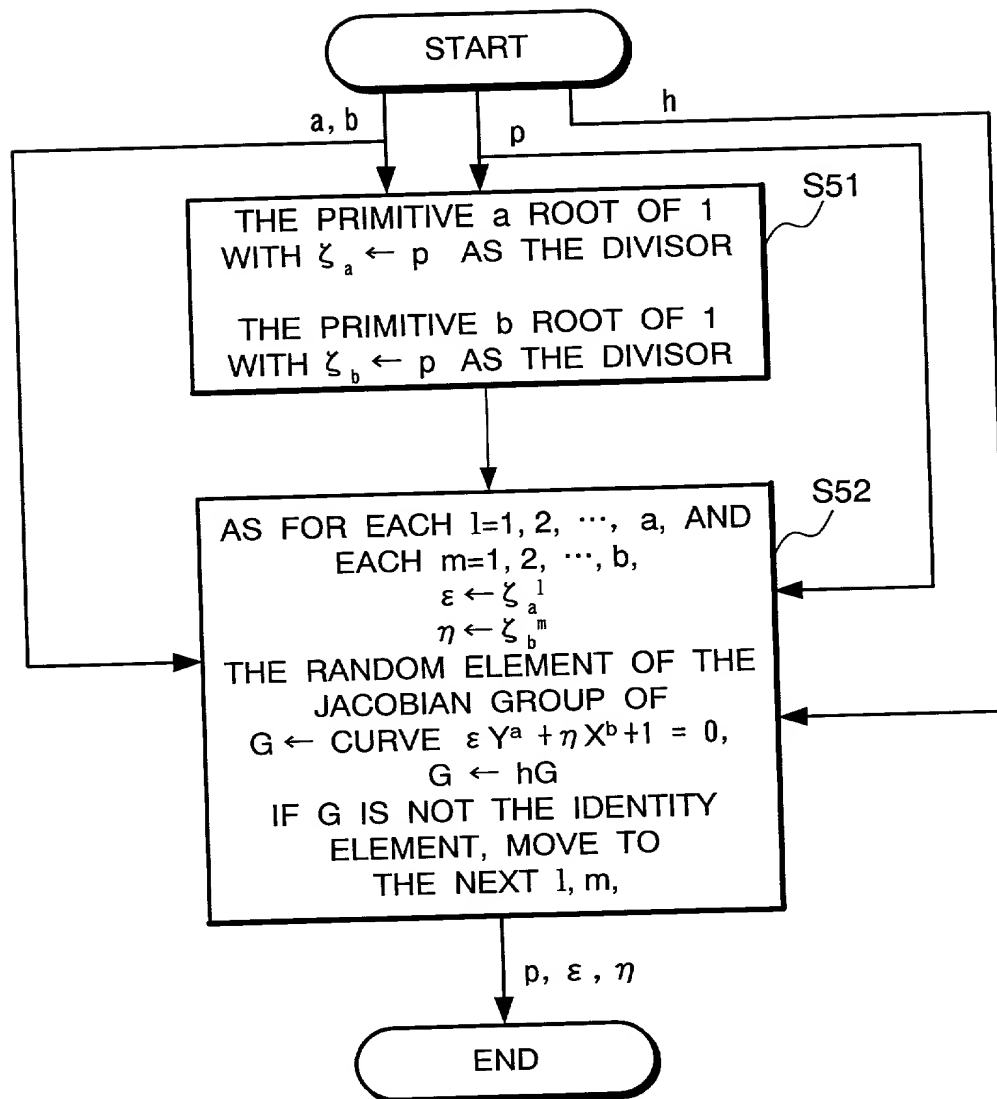 START
a, b
p
h
S51
THE PRIMITIVE a ROOT OF 1
WITH ζa ← p AS THE DIVISOR
THE PRIMITIVE b ROOT OF 1
WITH ζb ← p AS THE DIVISOR
S52
AS FOR EACH l=1, 2, ⋯, a, AND
EACH m=1, 2, ⋯, b,
ε ← ζa^l
η ← ζb^m
THE RANDOM ELEMENT OF THE
JACOBIAN GROUP OF
G ← CURVE εY^a +ηX^b+1 = 0,
G ← hG
IF G IS NOT THE IDENTITY
ELEMENT, MOVE TO
THE NEXT l, m,
p, ε, η
END